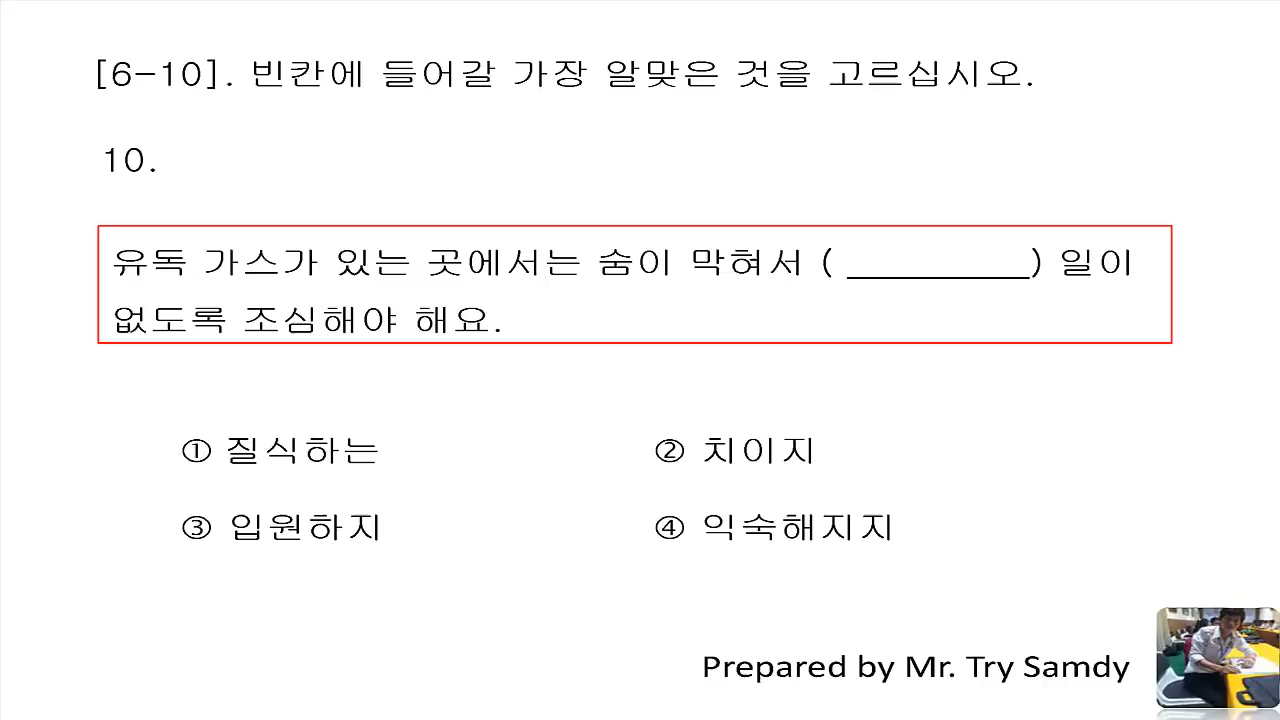 [6-10]. 빈칸에 들어갈 가장 알맞은 것을 고르십시오.
10.
유독 가스가 있는 곳에서는 숨이 막혀서 ( __________) 일이
없도록 조심해야 해요.
① 질식하는 ② 치이지
③ 입원하지 ④ 익숙해지지
Prepared by Mr. Try Samdy